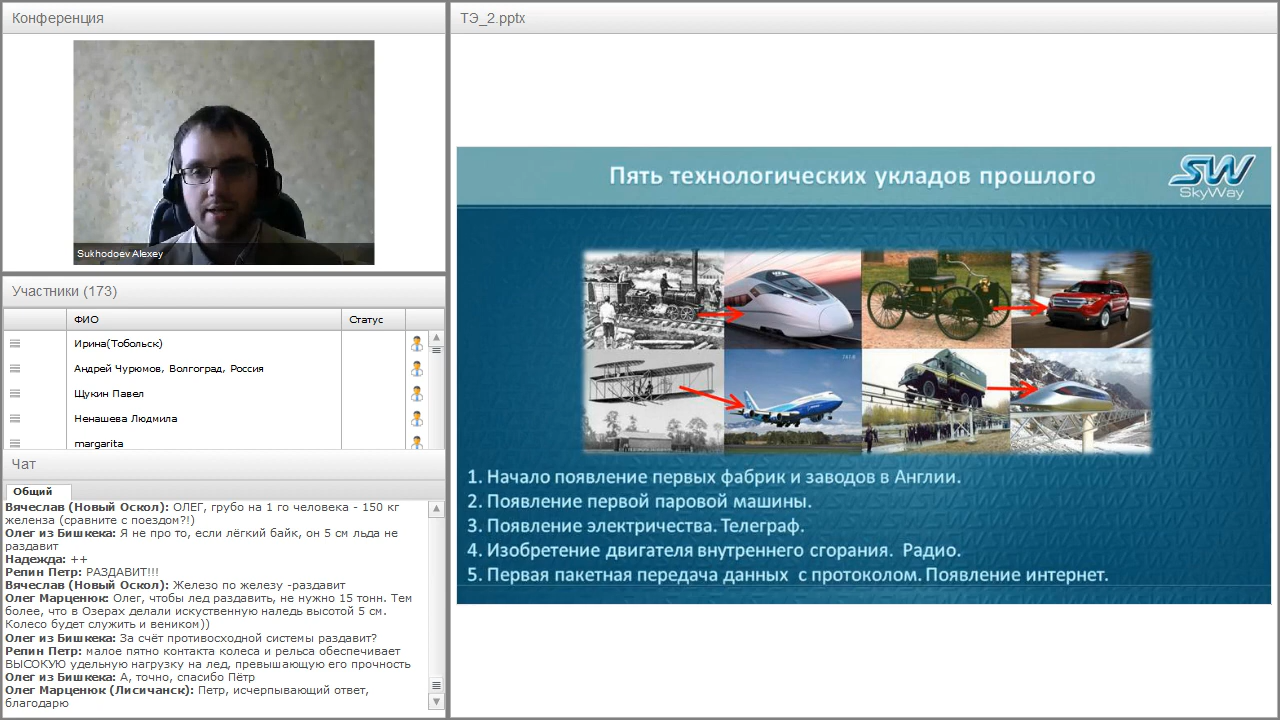 Конференция
Sukhodoev Alexey
Участники (173)
ФИО
Статус
Ирина(Тобольск)
Андрей Чурюмов, Волгоград, Россия
Щукин Павел
Ненашева Людмила
margarita
Чат
Общий
Вячеслав (Новый Оскол): ОЛЕГ, грубо на 1 го человека - 150 кг
железа (сравните с поездом?!)
Олег из Бишкека: Я не про то, если лёгкий байк, он 5 см льда не
раздавит
Надежда: ++
Репин Петр: РАЗДАВИТ!!!
Вячеслав (Новый Оскол): Железо по железу -раздавит
Олег Марценюк: Олег, чтобы лед раздавить, не нужно 15 тонн. Тем
более, что в Озерах делали искуственную наледь высотой 5 см.
Колесо будет служить и веником))
Олег из Бишкека: За счёт противосходной системы раздавит?
Репин Петр: малое пятно контакта колеса и рельса обеспечивает
ВЫСОКУЮ удельную нагрузку на лед, превышающую его прочность
Олег из Бишкека: А, точно, спасибо Пётр
Олег Марценюк (Лисичанск): Петр, исчерпывающий ответ,
благодарю
ТЭ_2.pptx
Пять технологических укладов прошлого
SW
SkyWay
1. Начало появление первых фабрик и заводов в Англии.
2. Появление первой паровой машины.
3. Появление электричества. Телеграф.
4. Изобретение двигателя внутреннего сгорания. Радио.
5. Первая пакетная передача данных с протоколом. Появление интернет.